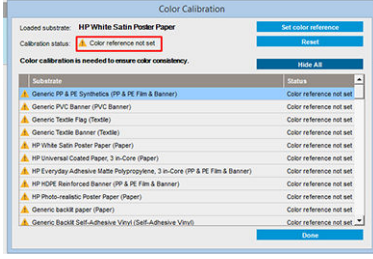 Color Calibration
Loaded substrate: HP White Satin Poster Paper
Set color reference
Calibration status: Color reference not set
Reset
Color calibration is needed to ensure color consistency.
Hide All
Substrate Status
Generic PP & PE Synthetics (PP & PE Film & Banner) Color reference not set
Generic PVC Banner (PVC Banner) Color reference not set
Generic Textile Flag (Textile) Color reference not set
Generic Textile Banner (Textile) Color reference not set
HP White Satin Poster Paper (Paper) Color reference not set
HP Universal Coated Paper, 3 in-Core (Paper) Color reference not set
HP Everyday Adhesive Matte Polypropylene, 3 in-Core (PP & PE Film & Banner) Color reference not set
HP HDPE Reinforced Banner (PP & PE Film & Banner) Color reference not set
HP Photo-realistic Poster Paper (Paper) Color reference not set
Generic backlit paper (Paper) Color reference not set
Generic Backlit Self-Adhesive Vinyl (Self-Adhesive Vinyl) Color reference not set
Done